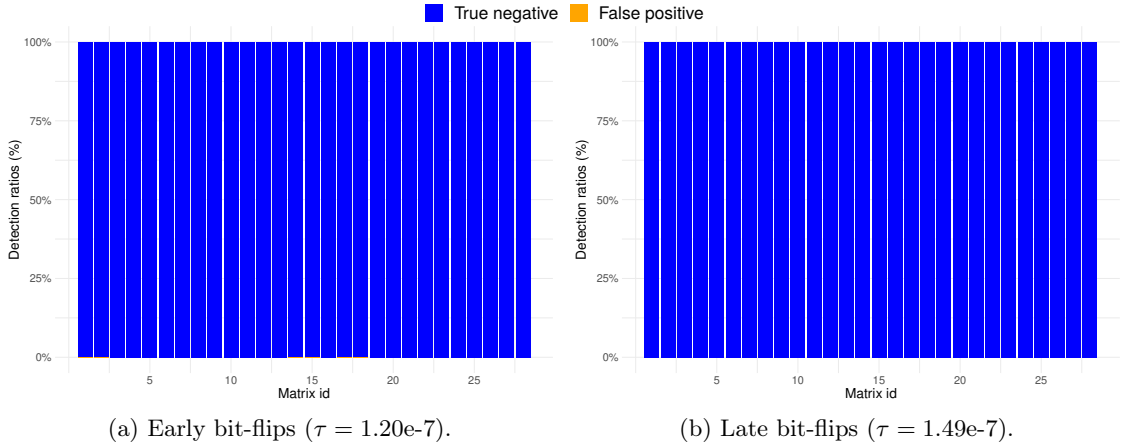 True negative False positive
100%
75%
50%
25%
0%
Detection ratios (%)
5 10 15 20 25
Matrix id
(a) Early bit-flips (τ = 1.20e-7).
100%
75%
50%
25%
0%
Detection ratios (%)
5 10 15 20 25
Matrix id
(b) Late bit-flips (τ = 1.49e-7).